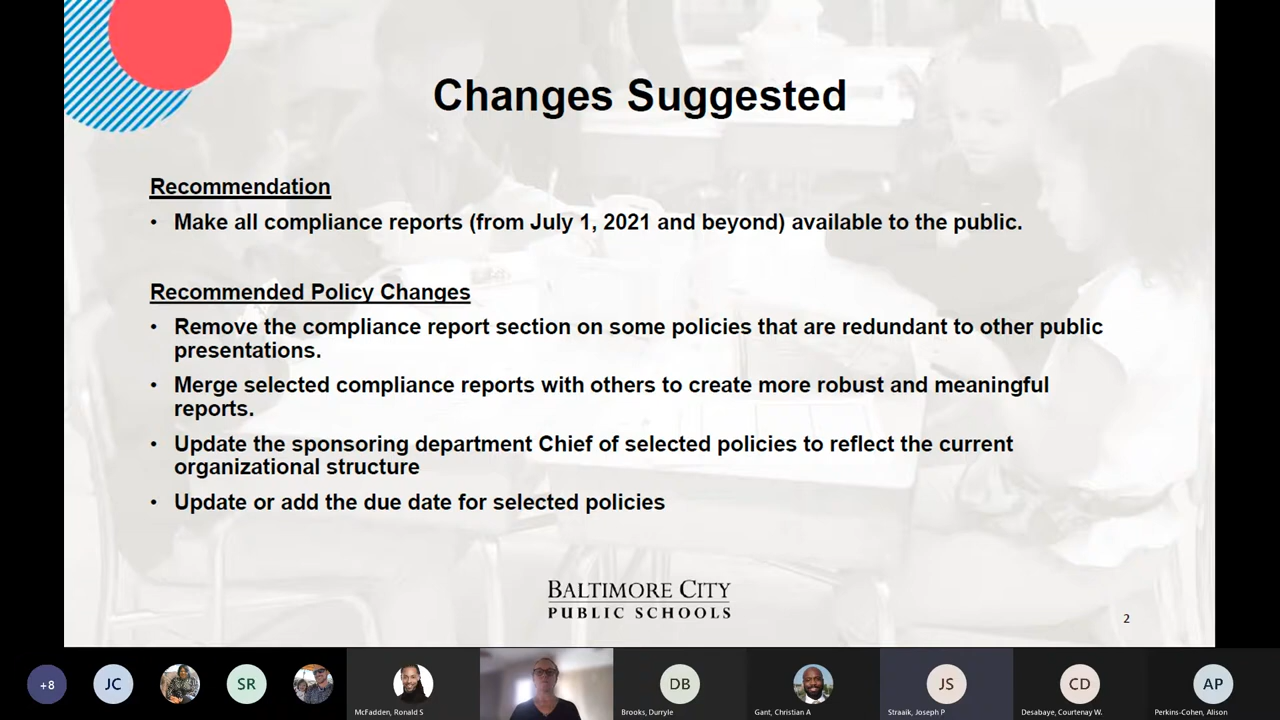 Changes Suggested
Recommendation
• Make all compliance reports (from July 1, 2021 and beyond) available to the public.
Recommended Policy Changes
• Remove the compliance report section on some policies that are redundant to other public
presentations.
• Merge selected compliance reports with others to create more robust and meaningful
reports.
• Update the sponsoring department Chief of selected policies to reflect the current
organizational structure
• Update or add the due date for selected policies
BALTIMORE CITY
PUBLIC SCHOOLS
2
+8
JC
SR
McFadden, Ronald S
DB
Brooks, Durryle
Gant, Christian A
JS
Straaik, Joseph P
CD
Desabaye, Courtenay W.
AP
Perkins-Cohen, Alison